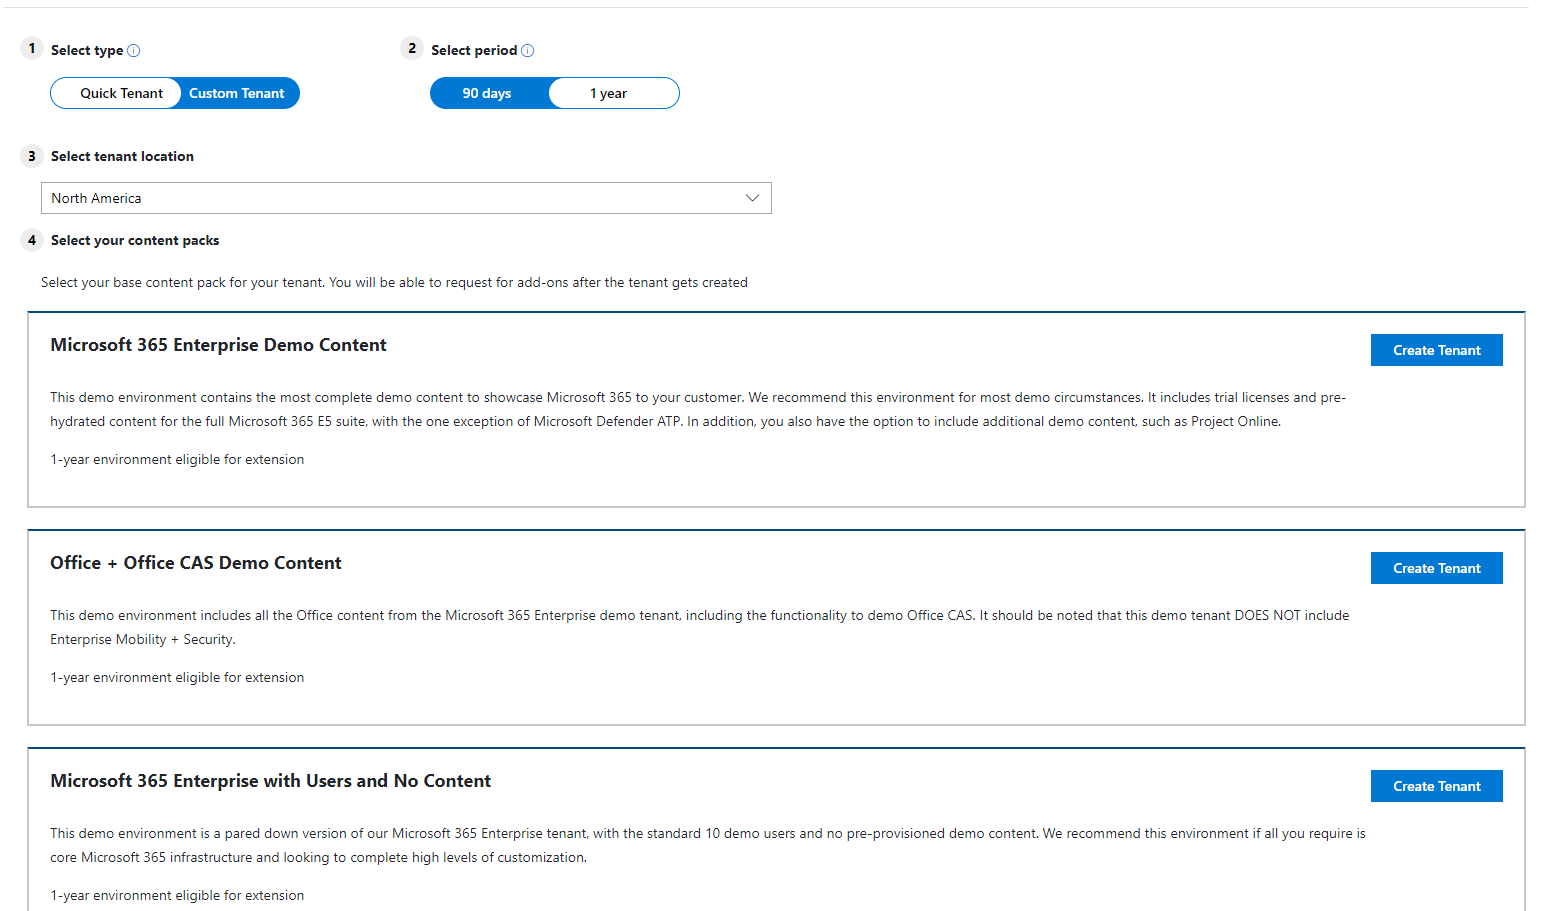 1 Select type
2 Select period
Quick Tenant Custom Tenant
90 days 1 year
3 Select tenant location
North America
4 Select your content packs
Select your base content pack for your tenant. You will be able to request for add-ons after the tenant gets created
Microsoft 365 Enterprise Demo Content
Create Tenant
This demo environment contains the most complete demo content to showcase Microsoft 365 to your customer. We recommend this environment for most demo circumstances. It includes trial licenses and pre-
hydrated content for the full Microsoft 365 E5 suite, with the one exception of Microsoft Defender ATP. In addition, you also have the option to include additional demo content, such as Project Online.
1-year environment eligible for extension
Office + Office CAS Demo Content
Create Tenant
This demo environment includes all the Office content from the Microsoft 365 Enterprise demo tenant, including the functionality to demo Office CAS. It should be noted that this demo tenant DOES NOT include
Enterprise Mobility + Security.
1-year environment eligible for extension
Microsoft 365 Enterprise with Users and No Content
Create Tenant
This demo environment is a pared down version of our Microsoft 365 Enterprise tenant, with the standard 10 demo users and no pre-provisioned demo content. We recommend this environment if all you require is
core Microsoft 365 infrastructure and looking to complete high levels of customization.
1-year environment eligible for extension